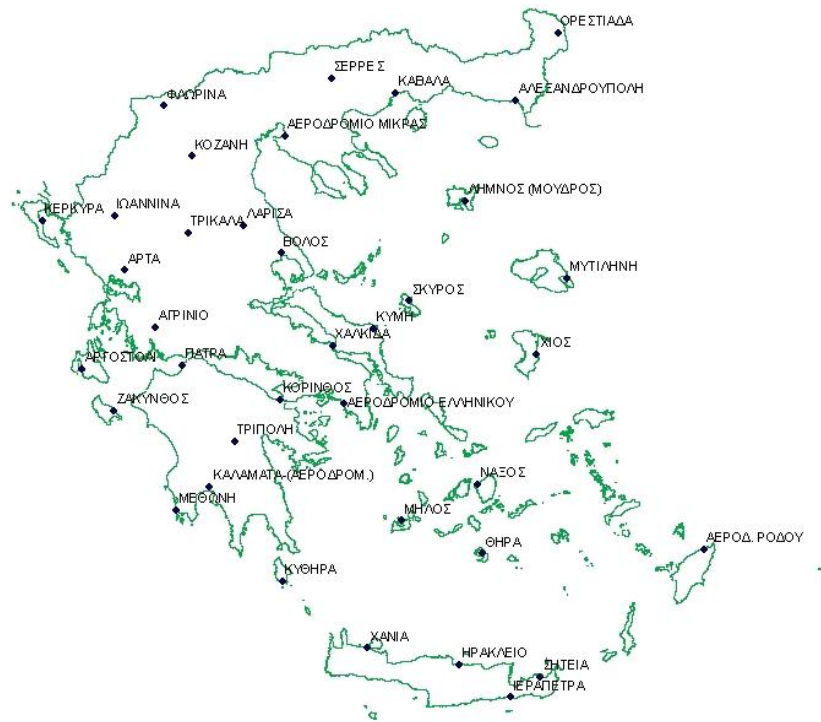 ΟΡΕΣΤΙΑΔΑ
ΣΕΡΡΕΣ
ΚΑΒΑΛΑ
ΑΛΕΞΑΝΔΡΟΥΠΟΛΗ
ΦΛΩΡΙΝΑ
ΑΕΡΟΔΡΟΜΙΟ ΜΙΚΡΑΣ
ΚΟΖΑΝΗ
ΛΗΜΝΟΣ (ΜΟΥΔΡΟΣ)
ΚΕΡΚΥΡΑ
ΙΩΑΝΝΙΝΑ
ΤΡΙΚΑΛΑ
ΛΑΡΙΣΑ
ΒΟΛΟΣ
ΑΡΤΑ
ΜΥΤΙΛΗΝΗ
ΣΚΥΡΟΣ
ΑΓΡΙΝΙΟ
ΚΥΜΗ
ΧΑΛΚΙΔΑ
ΧΙΟΣ
ΑΡΓΟΣΤΟΛΙ
ΠΑΤΡΑ
ΚΟΡΙΝΘΟΣ
ΑΕΡΟΔΡΟΜΙΟ ΕΛΛΗΝΙΚΟΥ
ΖΑΚΥΝΘΟΣ
ΤΡΙΠΟΛΗ
ΚΑΛΑΜΑΤΑ-(ΑΕΡΟΔΡΟΜ.)
ΝΑΞΟΣ
ΜΕΘΩΝΗ
ΜΗΛΟΣ
ΘΗΡΑ
ΑΕΡΟΔ. ΡΟΔΟΥ
ΚΥΘΗΡΑ
ΧΑΝΙΑ
ΗΡΑΚΛΕΙΟ
ΣΗΤΕΙΑ
ΙΕΡΑΠΕΤΡΑ